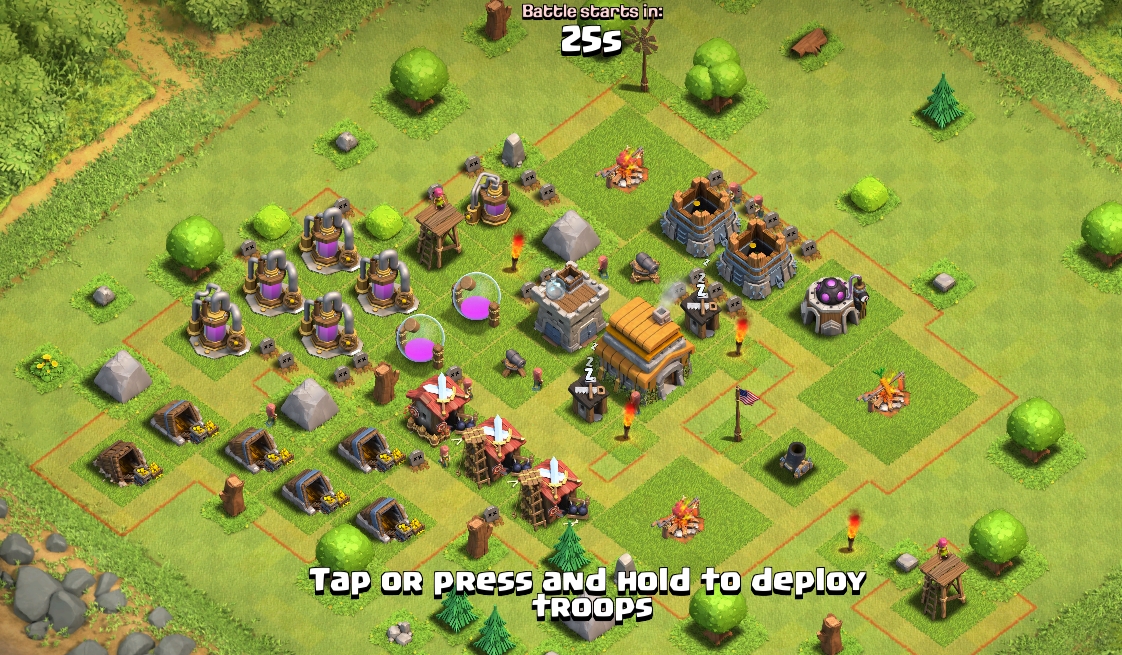 Battle starts in:
25s
z
Z
Z
z
Z
Z
Tap or press and hold to deploy
troops